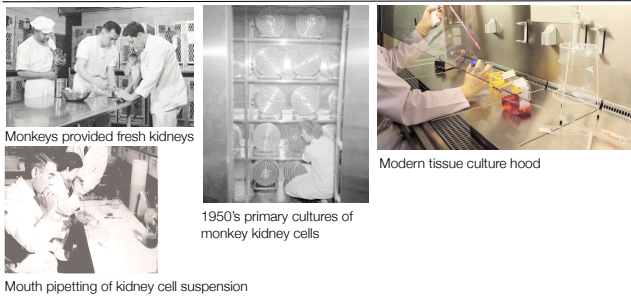 Monkeys provided fresh kidneys
Mouth pipetting of kidney cell suspension
1950's primary cultures of
monkey kidney cells
Modern tissue culture hood